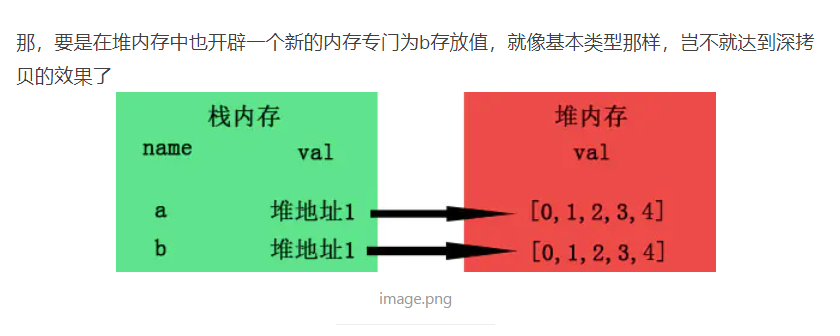 那，要是在堆内存中也开辟一个新的内存专门为b存放值，就像基本类型那样，岂不就达到深拷
贝的效果了
栈内存 堆内存
name val val
a 堆地址1 [0,1,2,3,4]
b 堆地址1 [0,1,2,3,4]
image.png